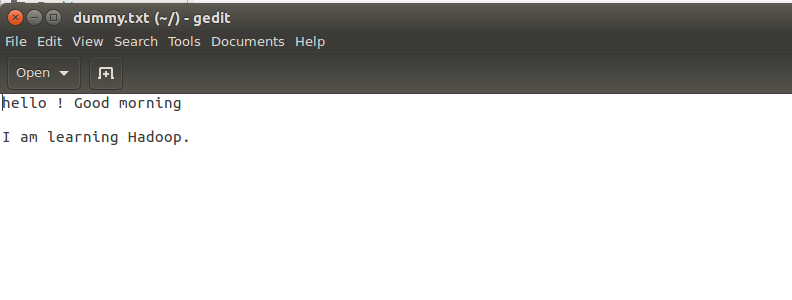 dummy.txt (~/) - gedit
File Edit View Search Tools Documents Help
Open
hello ! Good morning
I am learning Hadoop.